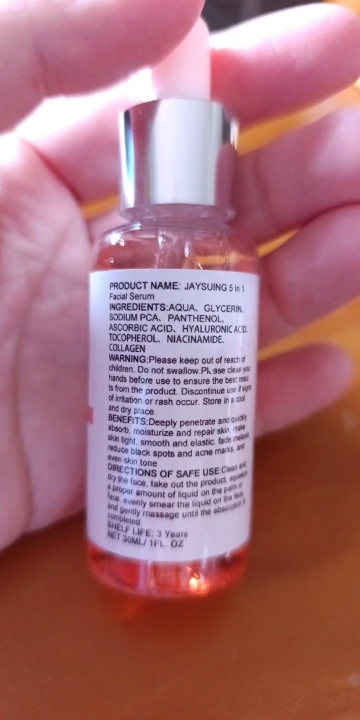 PRODUCT NAME: JAYSUING 5 In 1
Facial Serum
INGREDIENTS:AQUA、GLYCERIN、
SODIUM PCA、PANTHENOL、
ASCORBIC ACID、HYALURONIC ACID、
TOCOPHEROL、NIACINAMIDE、
COLLAGEN
WARNING:Please keep out of reach of
children. Do not swallow.Please clean your
hands before use to ensure the best resul
ts from the product. Discontinue use if signs
of irritation or rash occur. Store in a cool
and dry place.
BENEFITS:Deeply penetrate and quickly
absorb, moisturize and repair skin, make
skin tight, smooth and elastic, fade melanin,
reduce black spots and acne marks, and
even skin tone
DIRECTIONS OF SAFE USE:Clean and
dry the face, take out the product, squeeze
a proper amount of liquid on the palm or
face, evenly smear the liquid on the face,
and gently massage until the absorption is
completed.
SHELF LIFE: 3 Years
NET 30ML/ 1FL. OZ